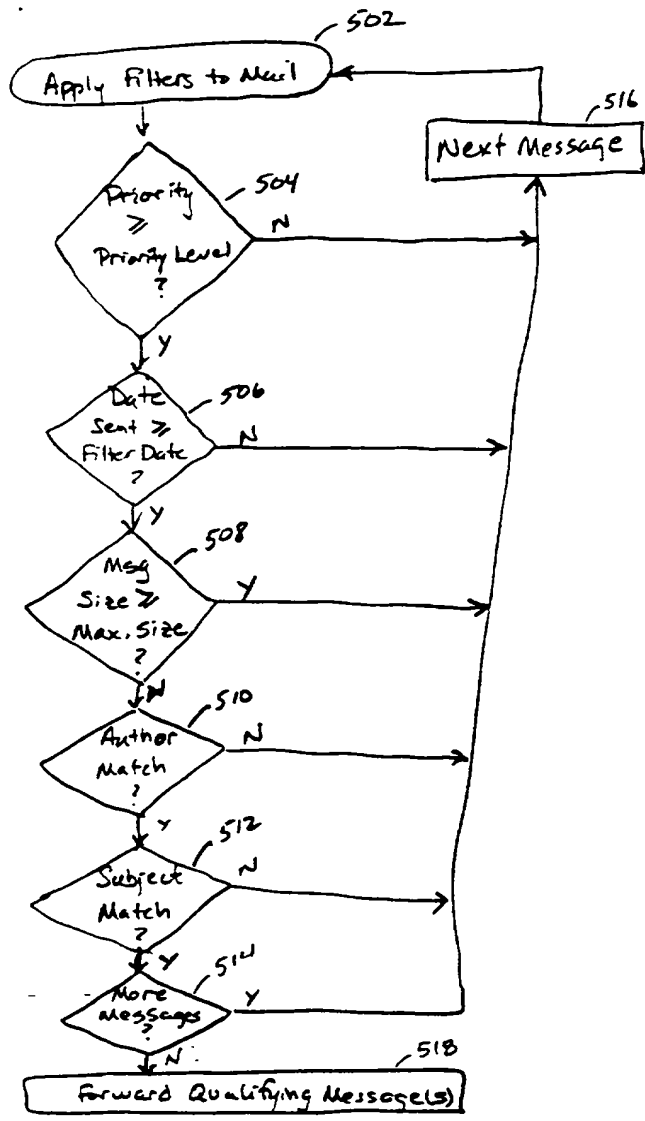 502
Apply Filters to Mail
516
Next Message
504
Priority
≥
Priority Level
?
N
Y
506
Date
Sent ≥
Filter Date
?
N
Y
508
Msg
Size ≥
Max. Size
?
Y
N
510
Author
Match
?
N
Y
512
Subject
Match
?
N
Y
514
More
Messages
?
Y
N
518
Forward Qualifying Message(s)